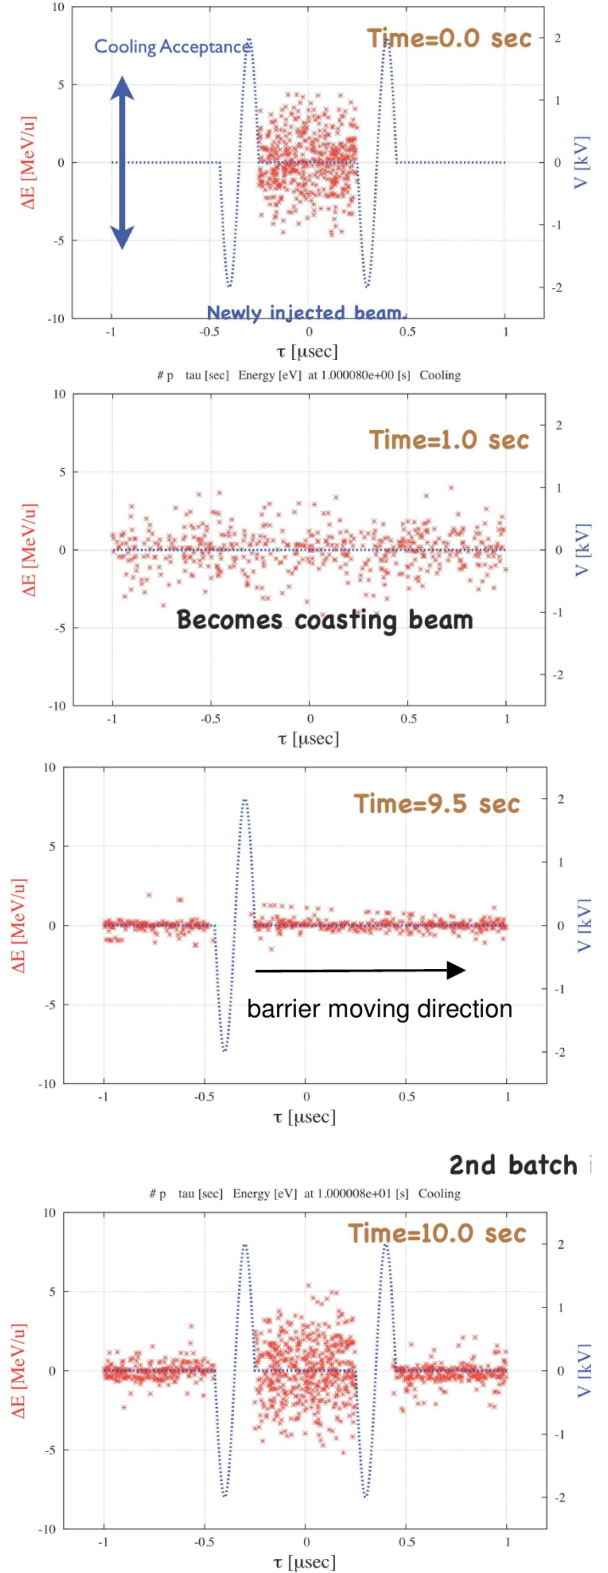 10
Cooling Acceptance
Time=0.0 sec
2
5
1
ΔE [MeV/u]
0
0
V [kV]
-1
-5
-2
Newly injected beam.
-10
-1
-0.5
0
0.5
1
τ [μsec]
# p tau [sec] Energy [eV] at 1.000080e+00 [s] Cooling
10
Time=1.0 sec
2
5
1
ΔE [MeV/u]
0
0
V [kV]
Becomes coasting beam
-1
-5
-2
-10
-1
-0.5
0
0.5
1
τ [μsec]
10
Time=9.5 sec
2
5
1
ΔE [MeV/u]
0
0
V [kV]
barrier moving direction
-1
-5
-2
-10
-1
-0.5
0
0.5
1
τ [μsec]
2nd batch
# p tau [sec] Energy [eV] at 1.000008e+01 [s] Cooling
10
Time=10.0 sec
2
5
1
ΔE [MeV/u]
0
0
V [kV]
-1
-5
-2
-10
-1
-0.5
0
0.5
1
τ [μsec]